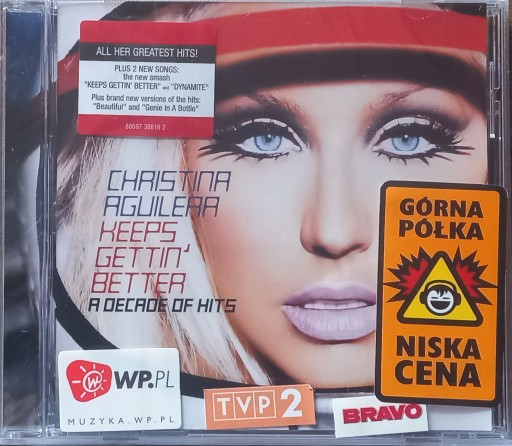 ALL HER GREATEST HITS!
PLUS 2 NEW SONGS:
the new smash
"KEEPS GETTIN' BETTER" and "DYNAMITE"
Plus brand new versions of the hits:
"Beautiful" and "Genie In A Bottle"
88697 38616 2
CHRISTINA
AGUILERA
KEEPS
GETTIN'
BETTER
A DECADE OF HITS
GÓRNA
PÓŁKA
NISKA
CENA
W WP.PL
MUZYKA.WP.PL
TVP2
BRAVO